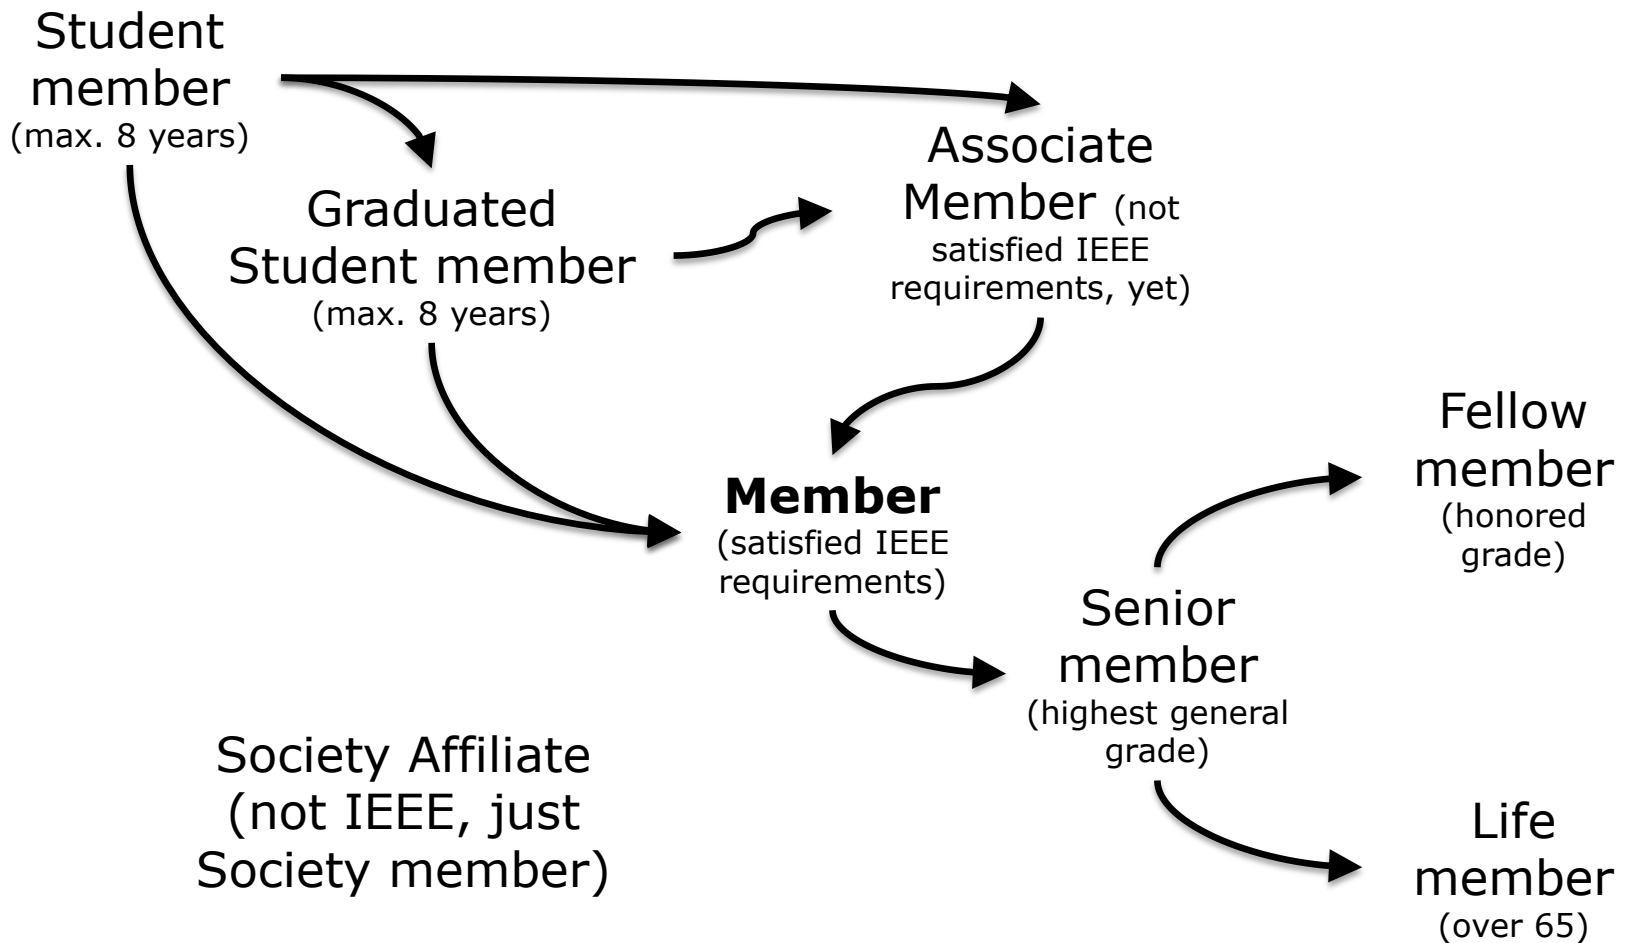 Student
member
(max. 8 years)
Graduated
Student member
(max. 8 years)
Associate
Member (not
satisfied IEEE
requirements, yet)
Member
(satisfied IEEE
requirements)
Fellow
member
(honored
grade)
Senior
member
(highest general
grade)
Society Affiliate
(not IEEE, just
Society member)
Life
member
(over 65)